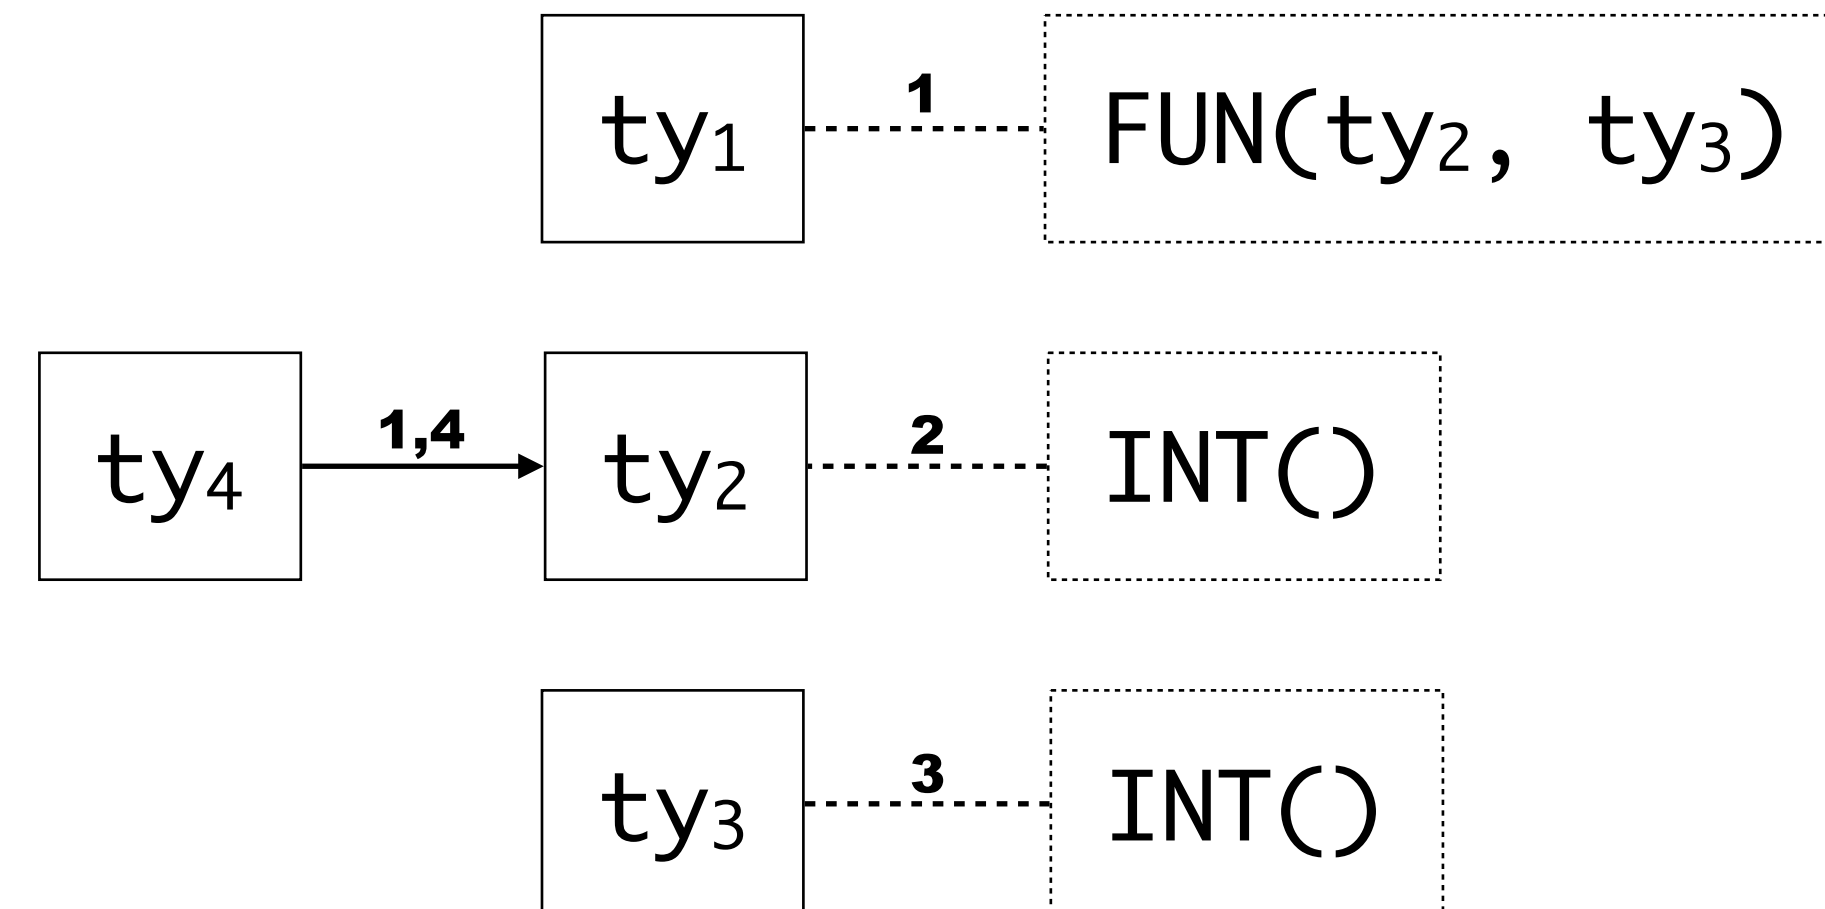 ty₁ 1 FUN(ty₂, ty₃)
ty₄ 1,4 ty₂ 2 INT()
ty₃ 3 INT()